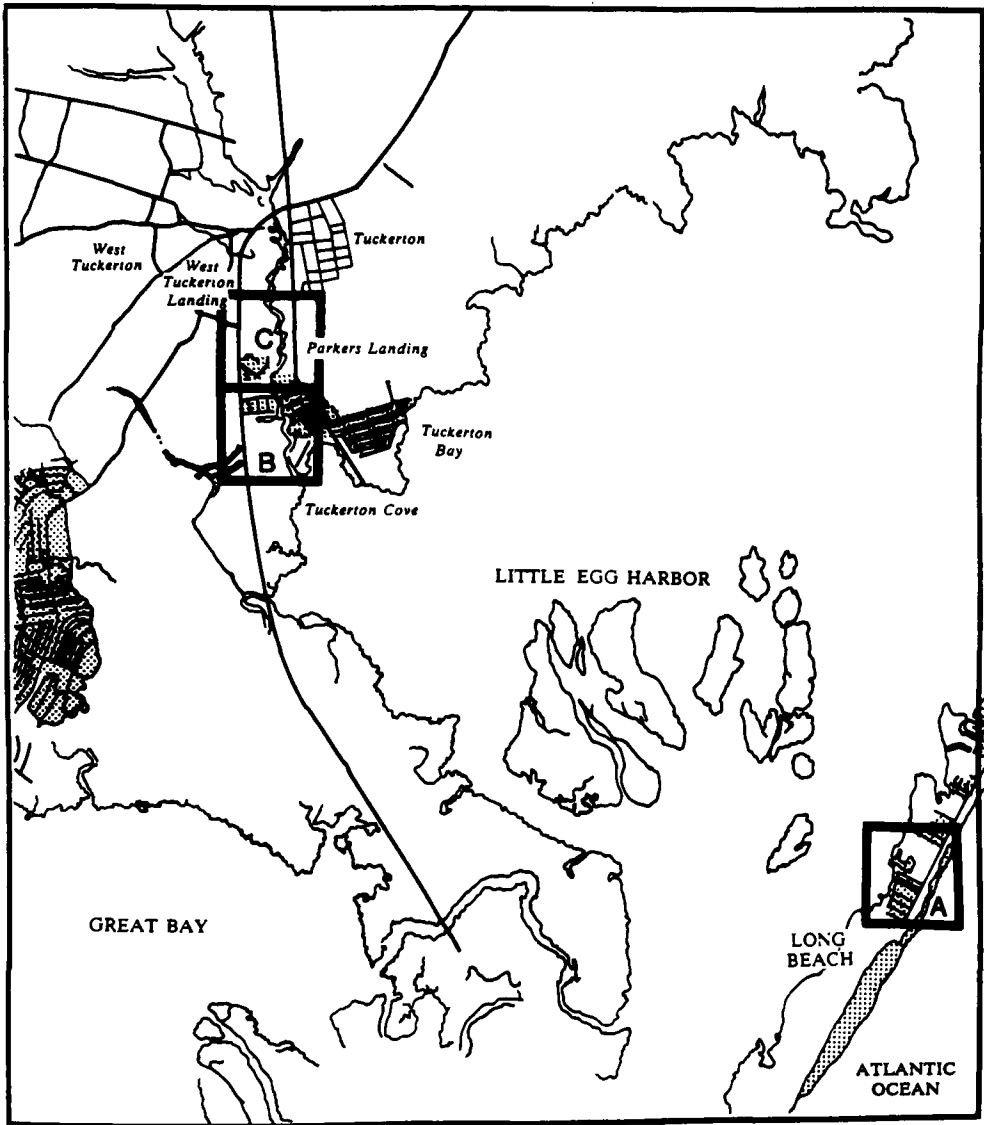 West
Tuckerton
West
Tuckerton
Landing
Tuckerton
C
Parkers Landing
B
Tuckerton
Bay
Tuckerton Cove
LITTLE EGG HARBOR
A
GREAT BAY
LONG
BEACH
ATLANTIC
OCEAN